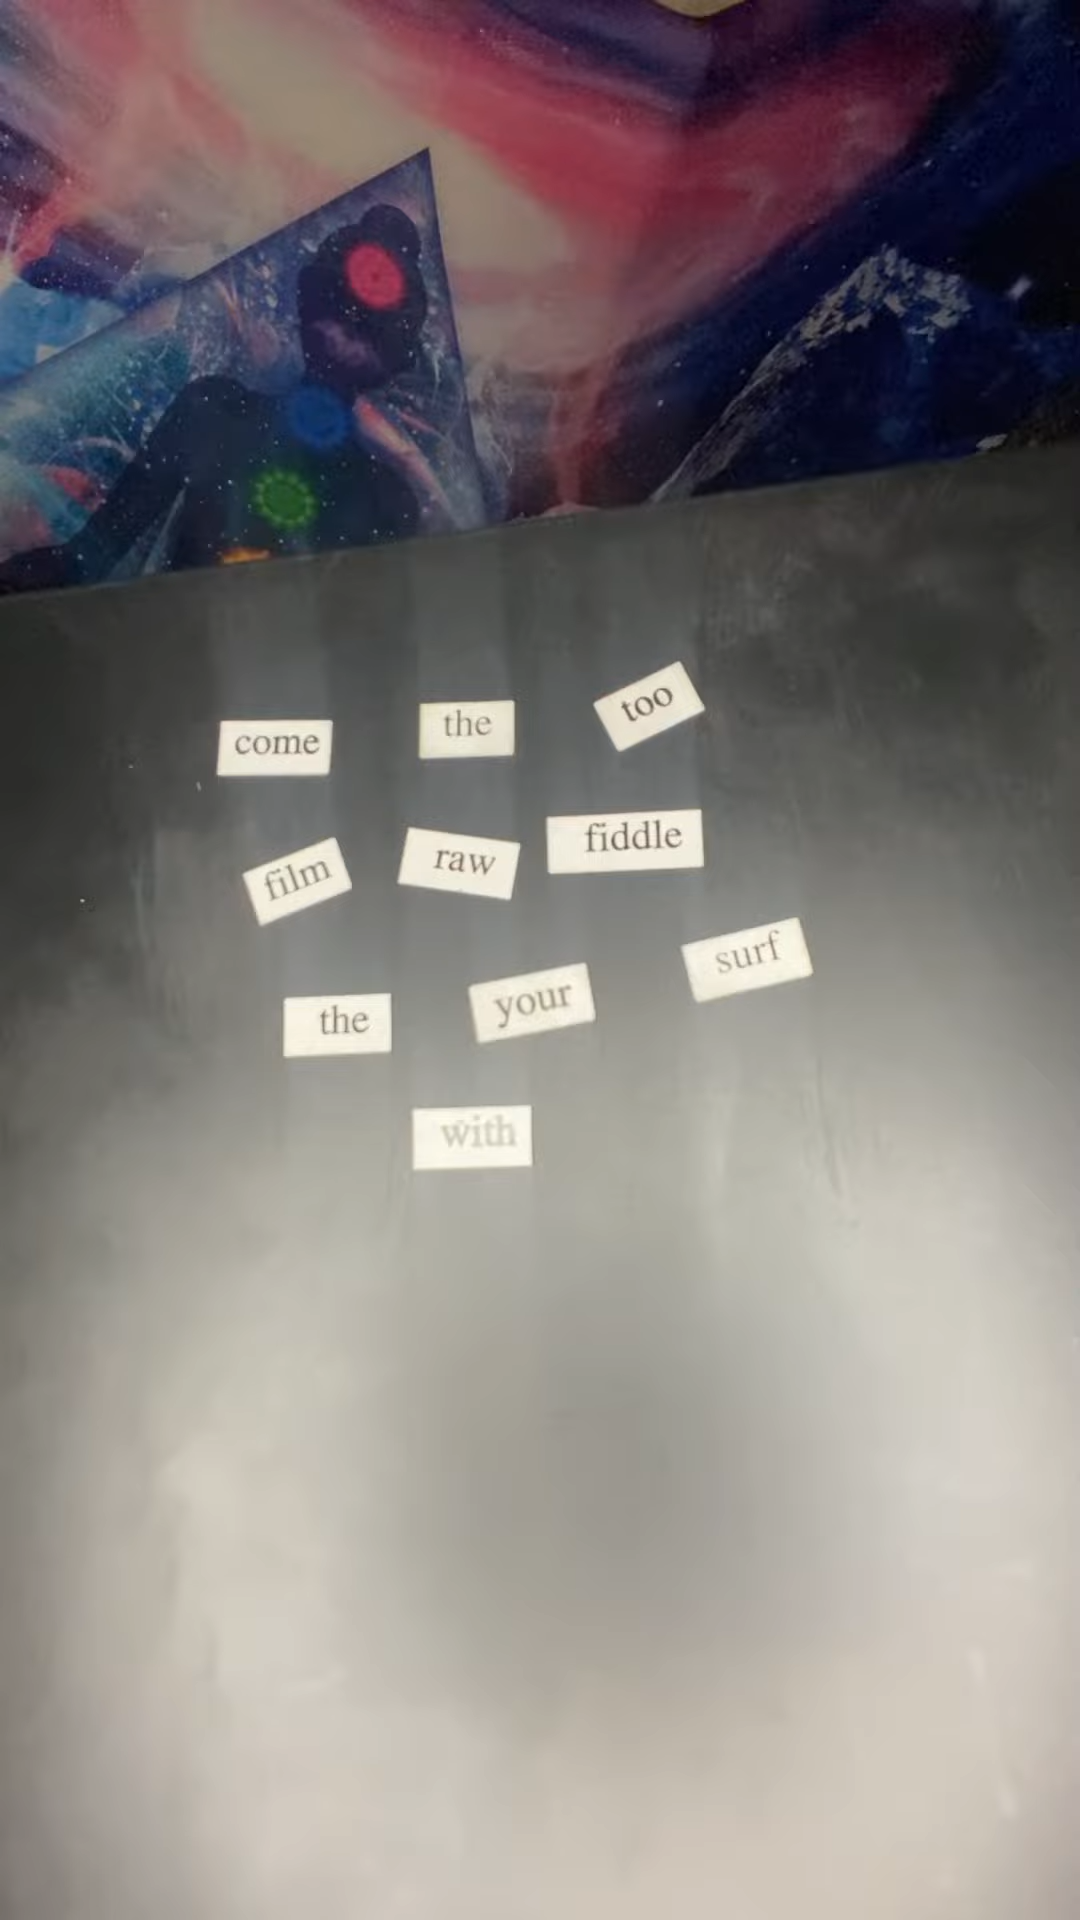 come the too
film raw fiddle
the your surf
with